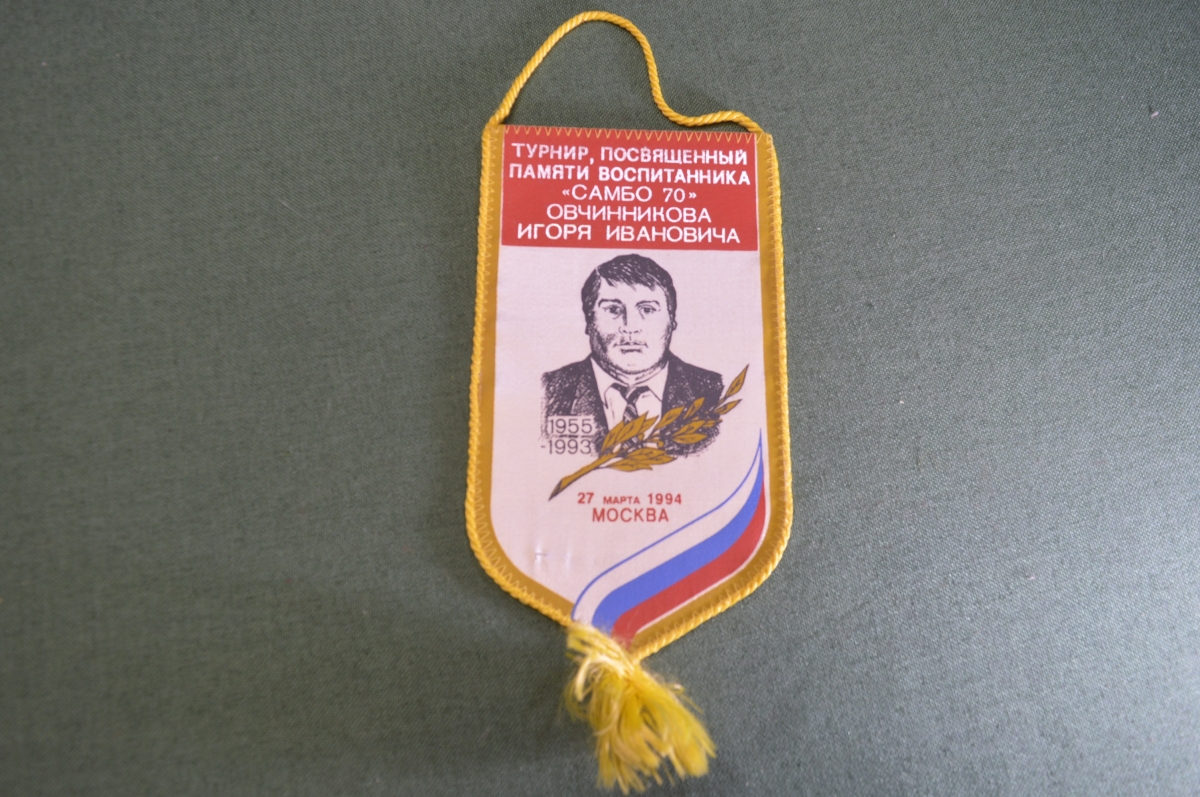 ТУРНИР, ПОСВЯЩЕННЫЙ
ПАМЯТИ ВОСПИТАННИКА
«САМБО 70»
ОВЧИННИКОВА
ИГОРЯ ИВАНОВИЧА
1955
-1993
27 МАРТА 1994
МОСКВА